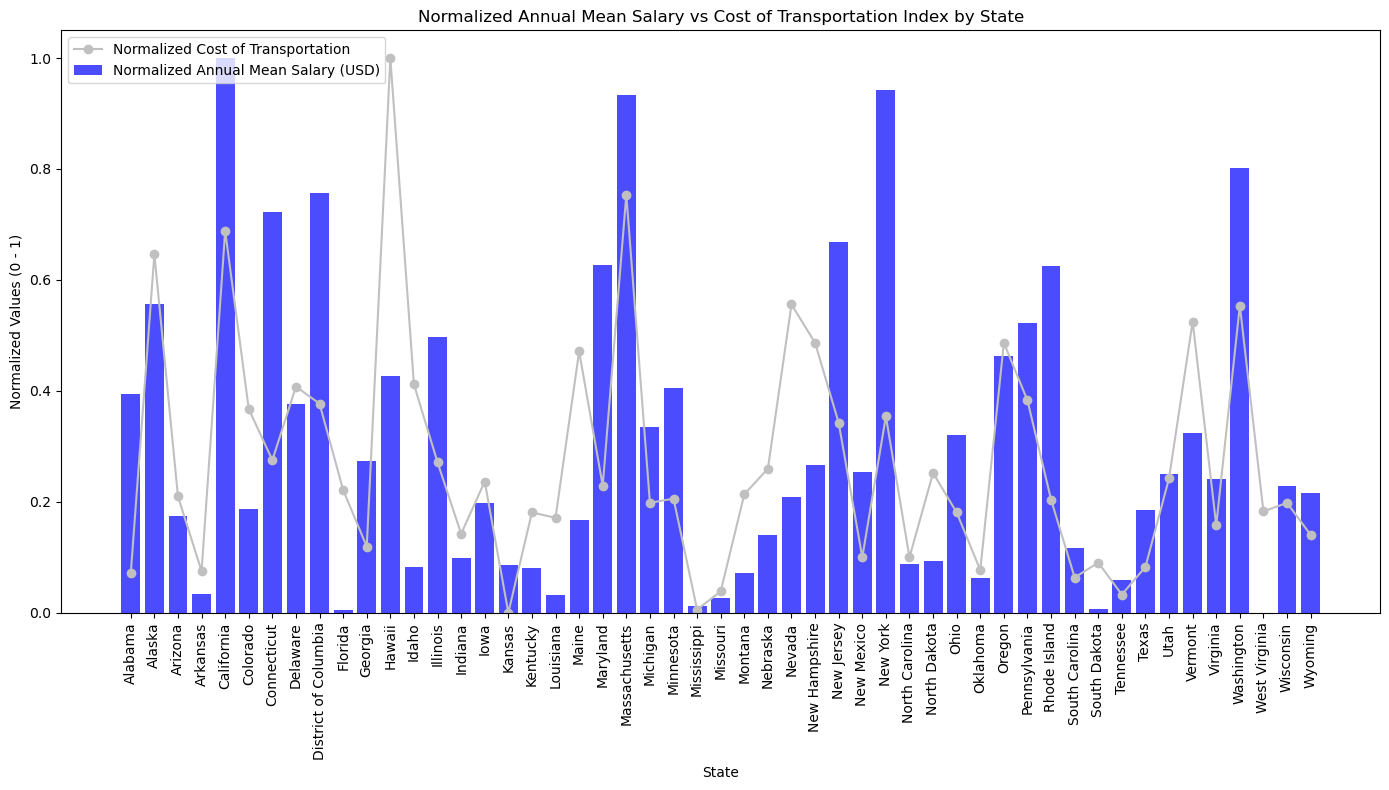 Normalized Annual Mean Salary vs Cost of Transportation Index by State
Normalized Cost of Transportation
Normalized Annual Mean Salary (USD)
Normalized Values (0 - 1)
1.0
0.8
0.6
0.4
0.2
0.0
Alabama
Alaska
Arizona
Arkansas
California
Colorado
Connecticut
Delaware
District of Columbia
Florida
Georgia
Hawaii
Idaho
Illinois
Indiana
Iowa
Kansas
Kentucky
Louisiana
Maine
Maryland
Massachusetts
Michigan
Minnesota
Mississippi
Missouri
Montana
Nebraska
Nevada
New Hampshire
New Jersey
New Mexico
New York
North Carolina
North Dakota
Ohio
Oklahoma
Oregon
Pennsylvania
Rhode Island
South Carolina
South Dakota
Tennessee
Texas
Utah
Vermont
Virginia
Washington
West Virginia
Wisconsin
Wyoming
State